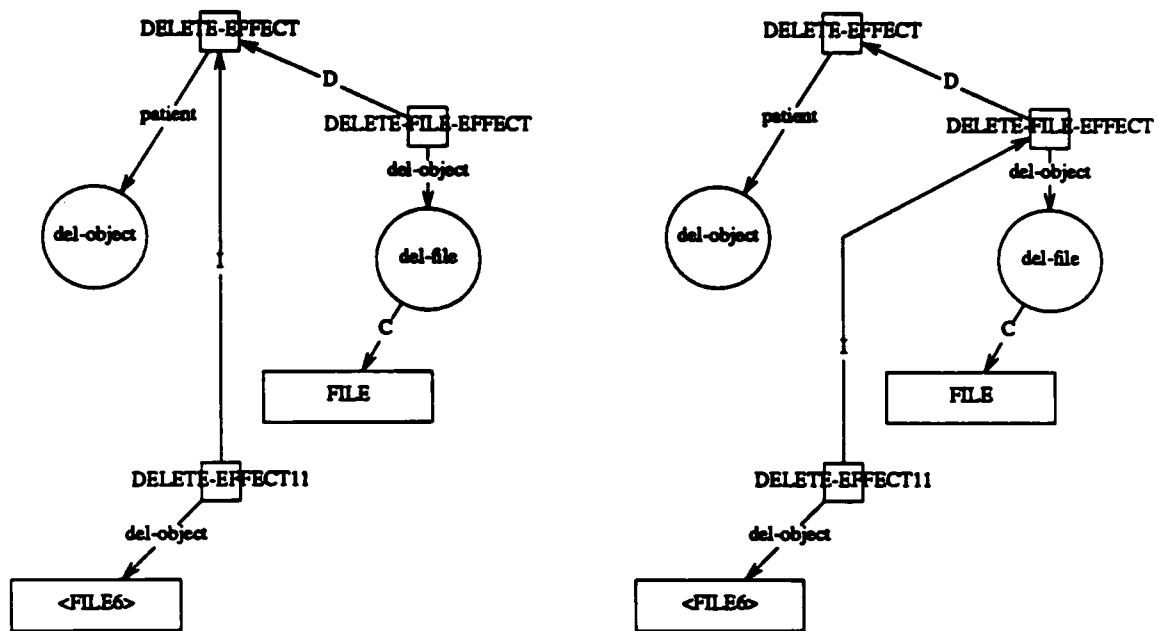 DELETE-EFFECT
D
patient
DELETE-FILE-EFFECT
del-object
del-object
del-file
I
C
FILE
DELETE-EFFECT11
del-object
<FILE6>
DELETE-EFFECT
D
patient
DELETE-FILE-EFFECT
del-object
del-object
del-file
C
I
FILE
DELETE-EFFECT11
del-object
<FILE6>